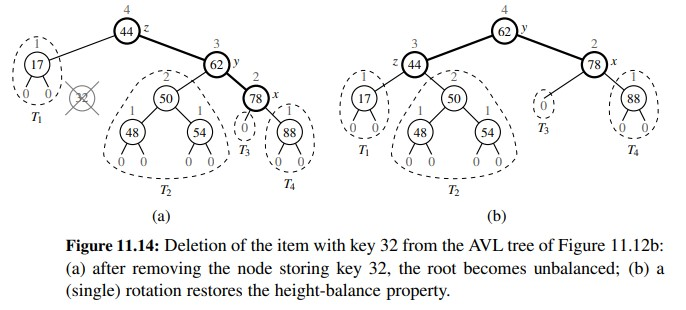 4 4
44 z 62 y
3 3 2
1 17 62 y z 44 78 x
2 2 1 2 1
0 0 32 50 78 x 17 50 0 88
T1 1 1 0 1 0 0 1 1 T3 0 0
48 54 T3 88 T1 48 54 T4
0 0 0 0 0 0 0 0 0 0
T2 T4 T2
(a) (b)
Figure 11.14: Deletion of the item with key 32 from the AVL tree of Figure 11.12b:
(a) after removing the node storing key 32, the root becomes unbalanced; (b) a
(single) rotation restores the height-balance property.